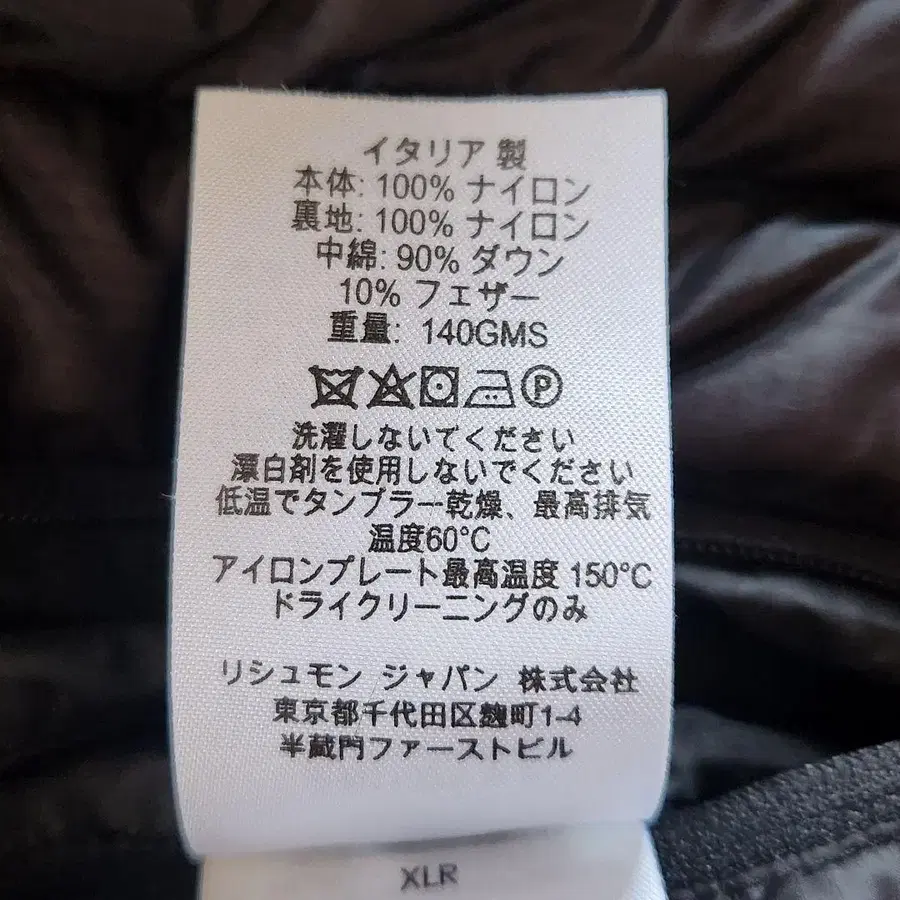 イタリア 製
本体: 100% ナイロン
裏地: 100% ナイロン
中綿: 90% ダウン
10% フェザー
重量: 140GMS
P
洗濯しないてください
漂白剤を使用しないでください
低温でタンブラー乾燥、最高排気
温度60°C
アイロンプレート最高温度 150°C
ドライクリーニングのみ
リシュモン ジャパン 株式会社
東京都千代田区麹町1-4
半蔵門ファーストビル
XLR